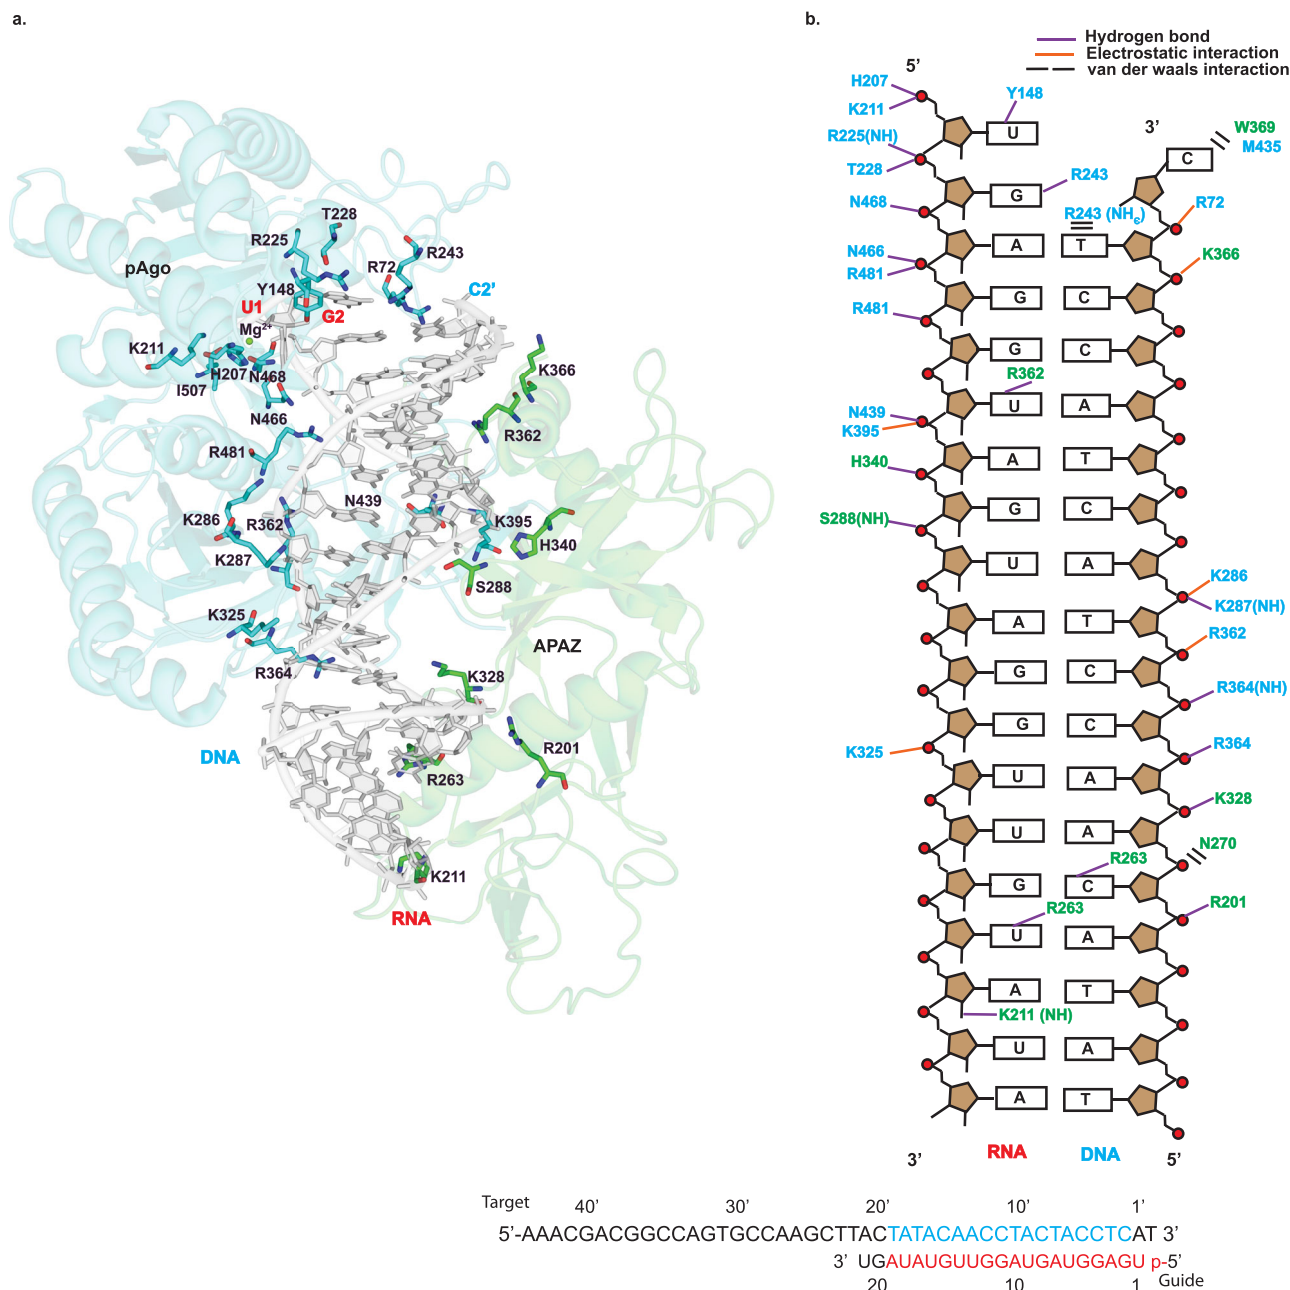 a.
pAgo
T228
R225
R243
R72
Y148
C2'
U1
G2
Mg²⁺
K211
H207
N468
I507
K366
N466
R362
R481
N439
K286
R362
K395
H340
K287
S288
K325
APAZ
R364
K328
DNA
R201
R263
K211
RNA
b.
Hydrogen bond
Electrostatic interaction
van der waals interaction
5'
H207
K211
Y148
U
3'
W369
M435
C
R225(NH)
T228
R243
G
N468
R243 (NHε)
R72
N466
R481
A T
K366
R481
G C
G C
R362
N439
K395
U A
H340
A T
S288(NH)
G C
U A
K286
K287(NH)
A T
R362
G C
R364(NH)
K325
G C
R364
U A
K328
U A
N270
R263
G C
R201
R263
U A
A T
K211 (NH)
U A
A T
RNA DNA
3' 5'
Target 40' 30' 20' 10' 1'
5'-AAACGACGGCCAGTGCCAAGCTTACTATACAACCTACTACCTCAT 3'
3' UGAUAUGUUGGAUGAUGGAGU p-5'
20 10 1 Guide